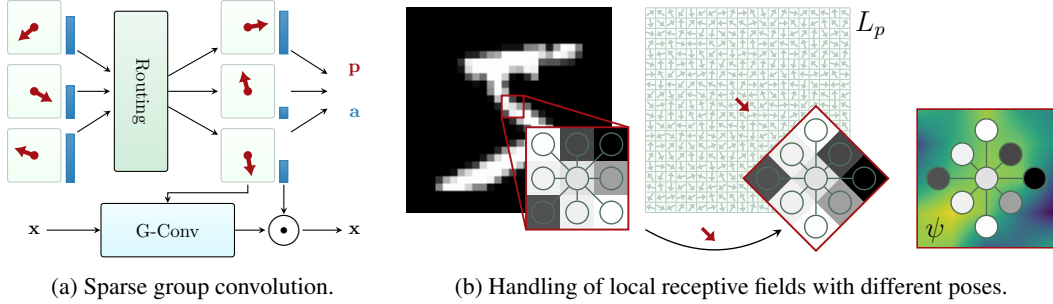 Routing
p
a
x
G-Conv
x
(a) Sparse group convolution.
L_p
ψ
(b) Handling of local receptive fields with different poses.